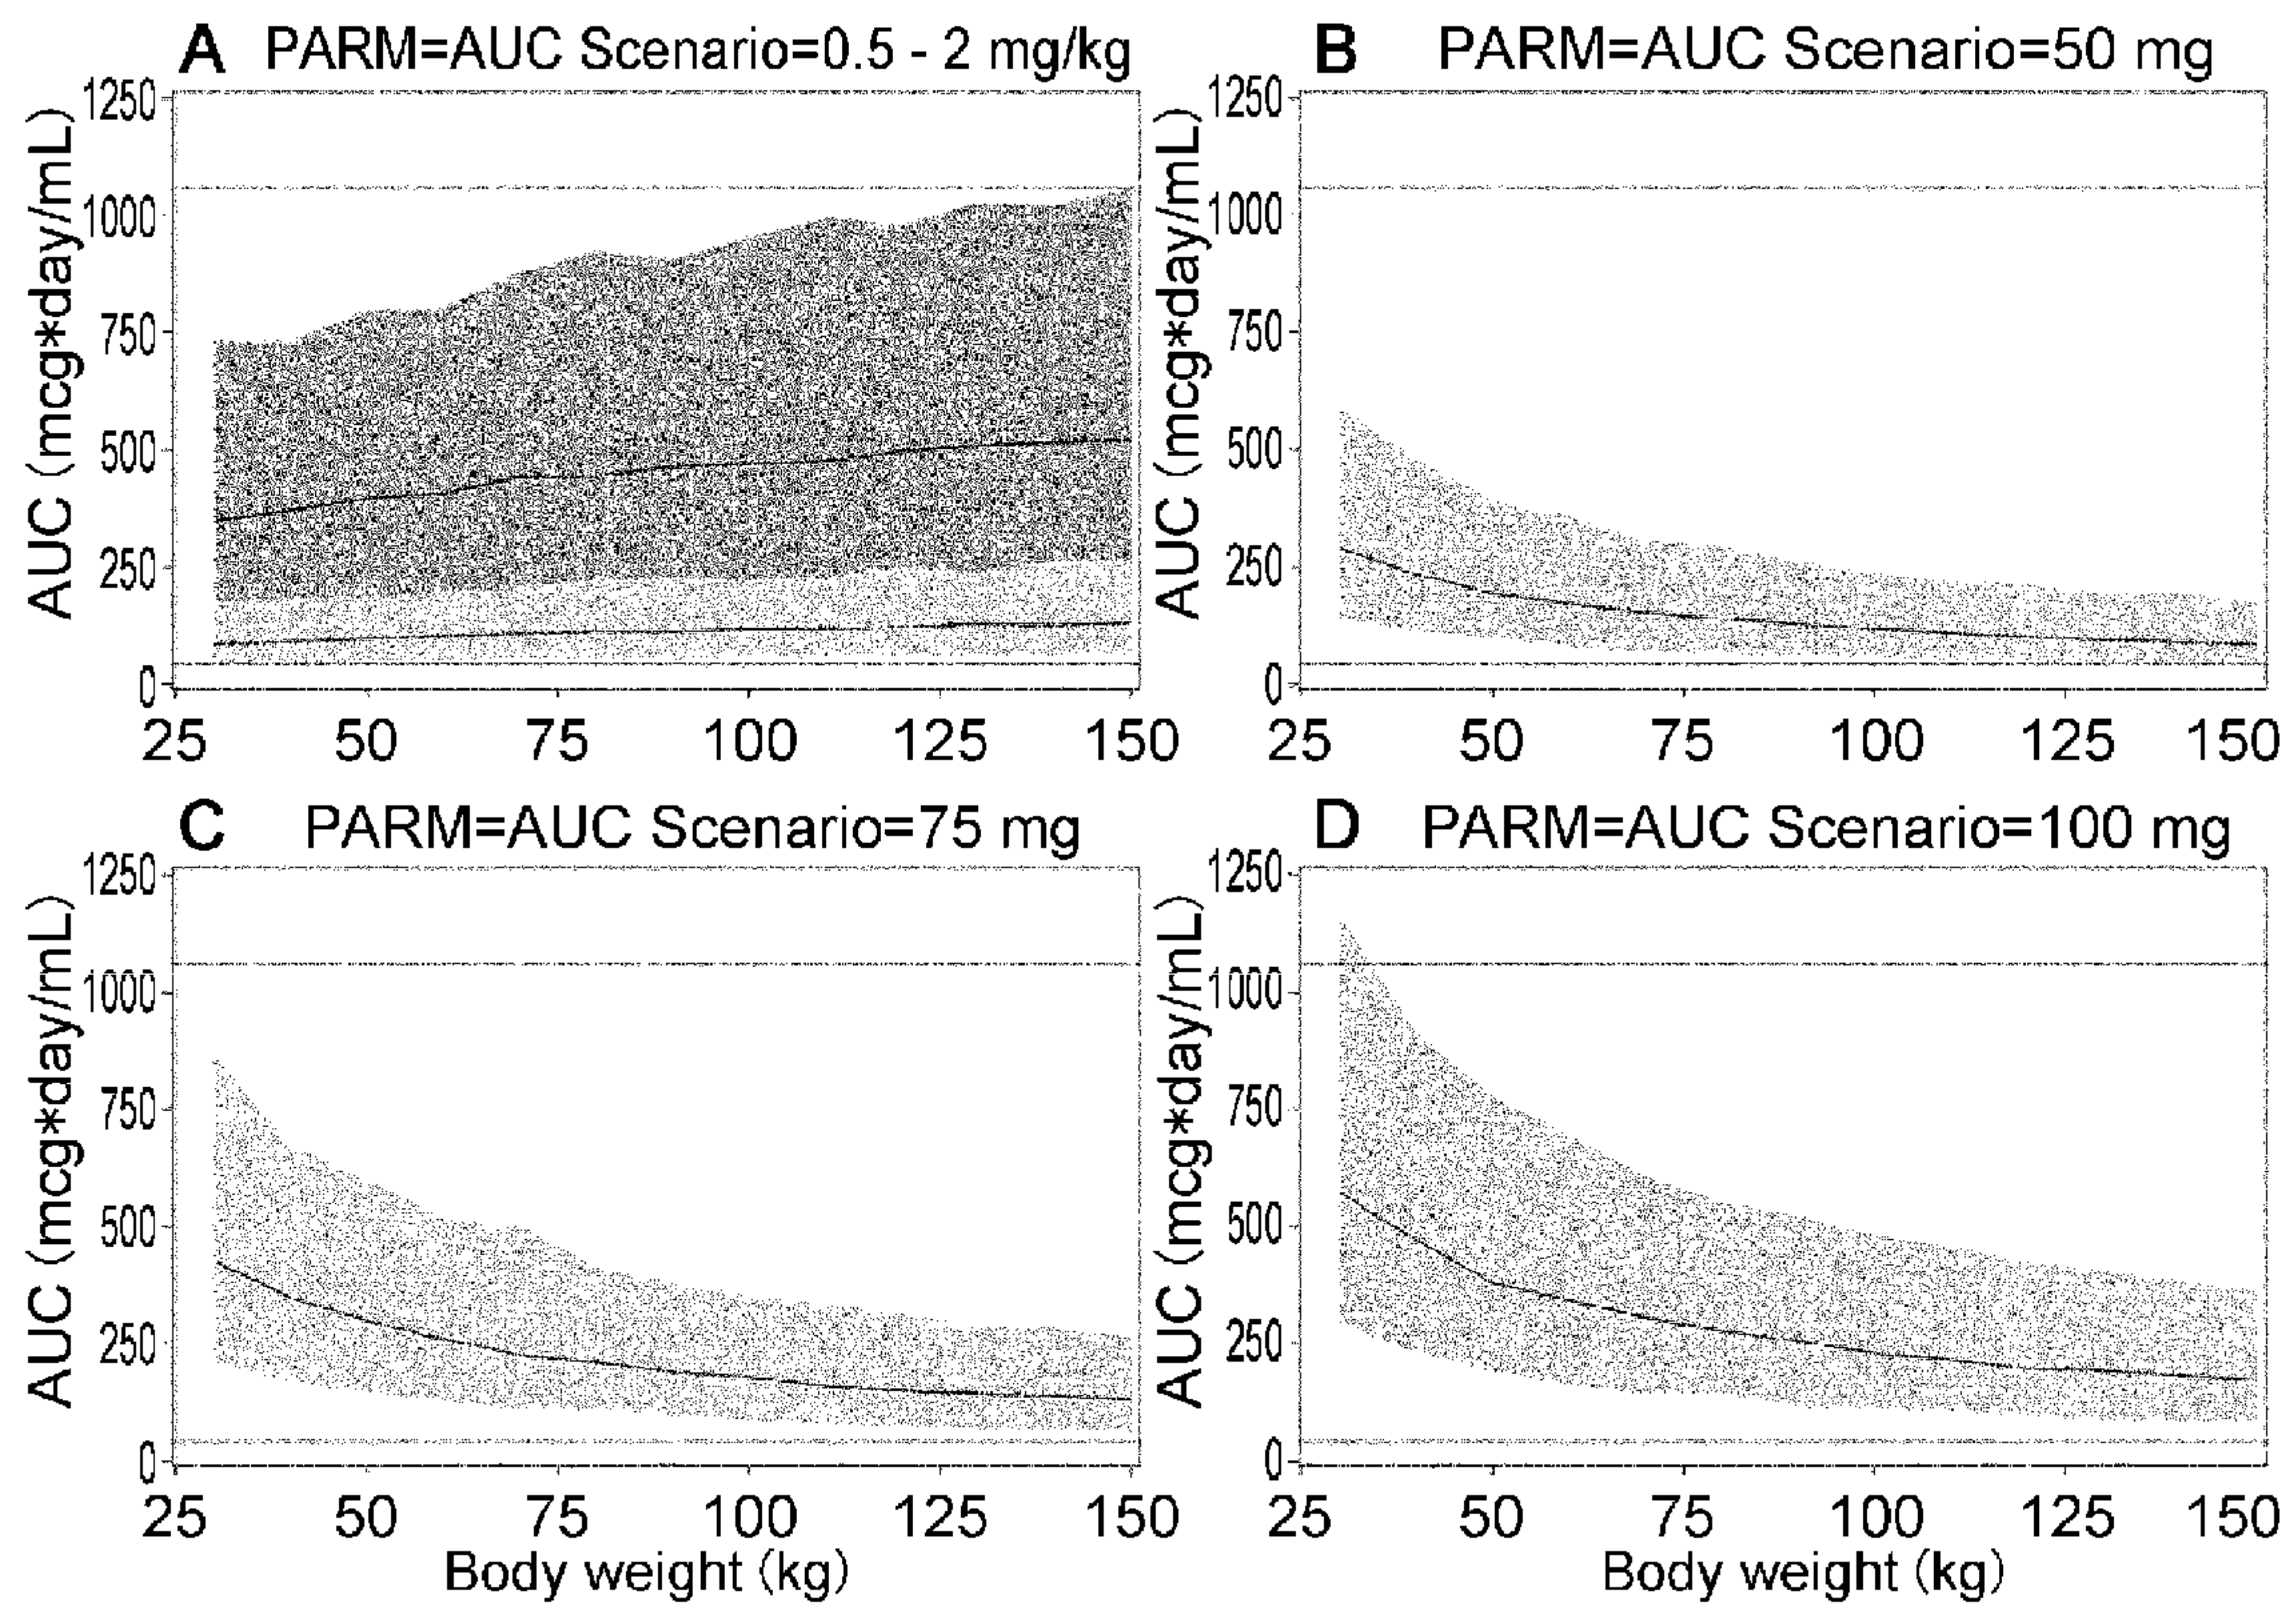 A PARM=AUC Scenario=0.5 - 2 mg/kg
AUC (mcg*day/mL)
1250
1000
750
500
250
0
25 50 75 100 125 150
B PARM=AUC Scenario=50 mg
AUC (mcg*day/mL)
1250
1000
750
500
250
0
25 50 75 100 125 150
C PARM=AUC Scenario=75 mg
AUC (mcg*day/mL)
1250
1000
750
500
250
0
25 50 75 100 125 150
Body weight (kg)
D PARM=AUC Scenario=100 mg
AUC (mcg*day/mL)
1250
1000
750
500
250
0
25 50 75 100 125 150
Body weight (kg)